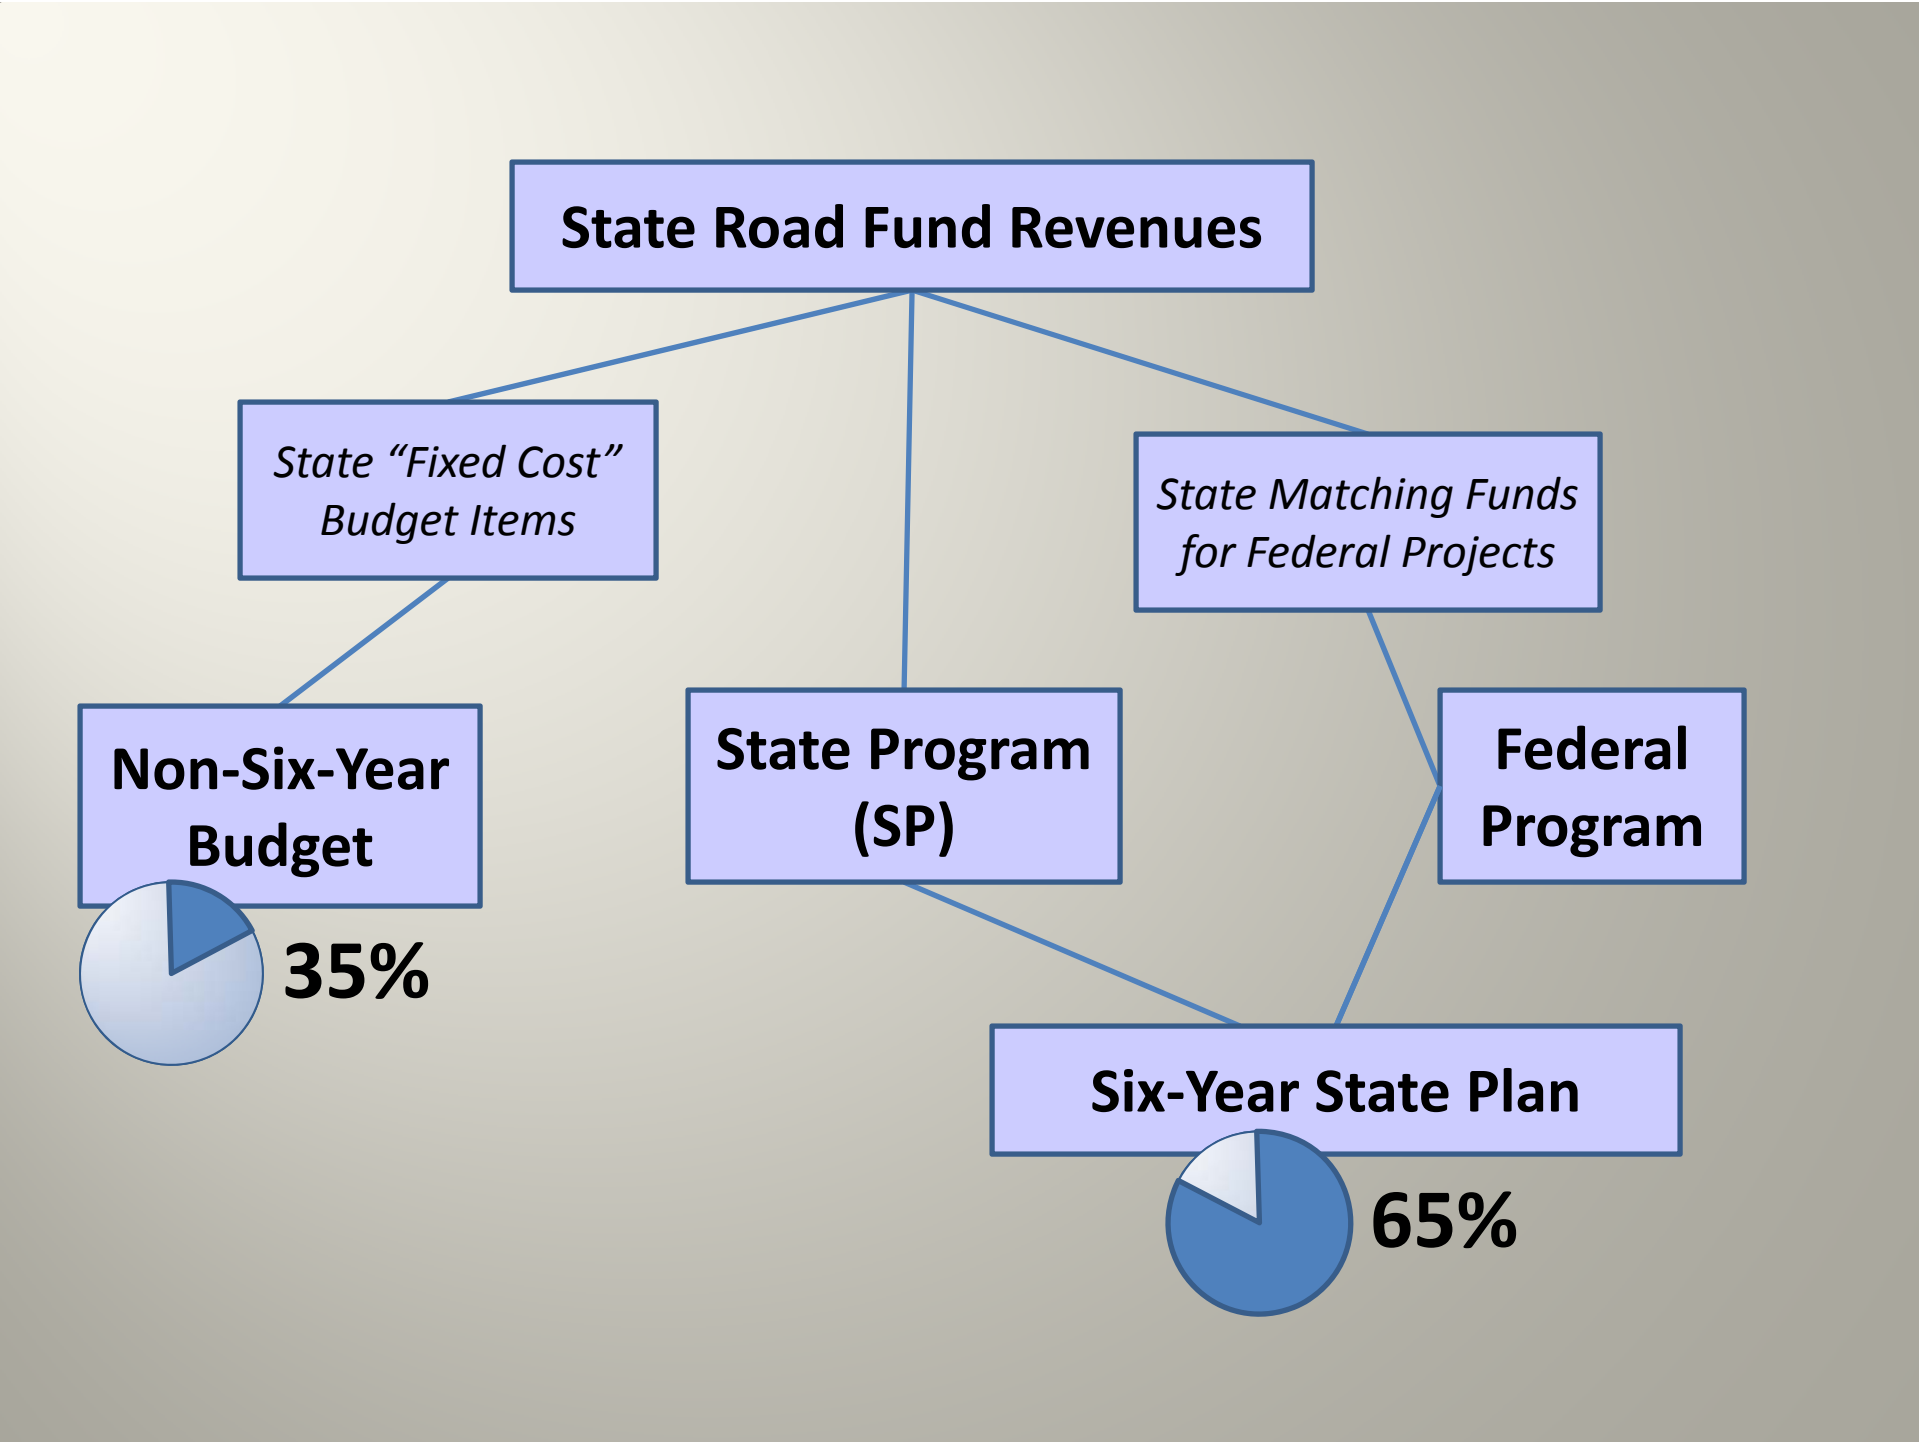 State Road Fund Revenues
State “Fixed Cost”
Budget Items
State Matching Funds
for Federal Projects
Non-Six-Year
Budget
State Program
(SP)
Federal
Program
35%
Six-Year State Plan
65%